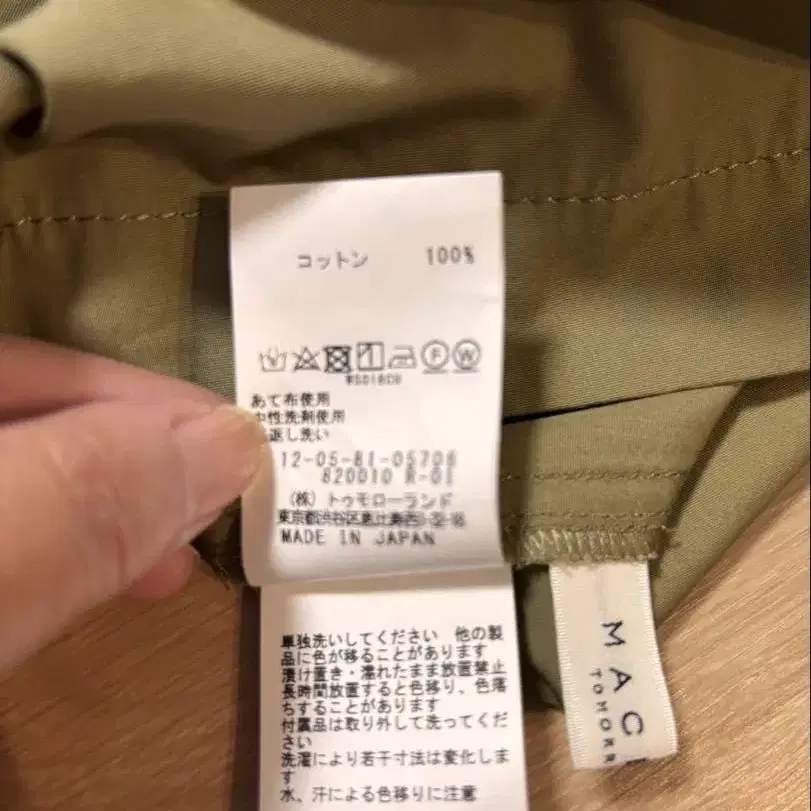 コットン 100%
あて布使用
中性洗剤使用
返し洗い
12-05-81-05706
820010 R-01
(株) トゥモローランド
東京都渋谷区恵比寿西
MADE IN JAPAN
単独洗いしてください 他の製
品に色が移ることがあります
漬け置き・濡れたまま放置禁止
長時間放置すると色移り、色落
ちすることがあります
付属品は取り外して洗ってくだ
さい
洗濯により若干寸法は変化しま
す
水、汗による色移りに注意
MAC
TOMORR